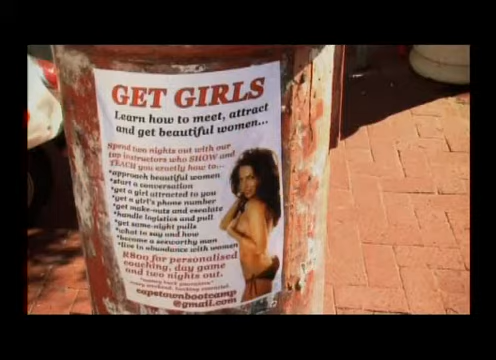 GET GIRLS
Learn how to meet, attract
and get beautiful women...
Spend two nights out with our
top instructors who SHOW and
TEACH you exactly how to...
*approach beautiful women
*start a conversation
*get a girl attracted to you
*get a girl's phone number
*get make-outs and escalate
*handle logistics and pull
*get same-night pulls
*what to say and how
*become a sexworthy man
*live in abundance with women
R800 for personalised
coaching, day game
and two nights out.
capetownbootcamp
@gmail.com